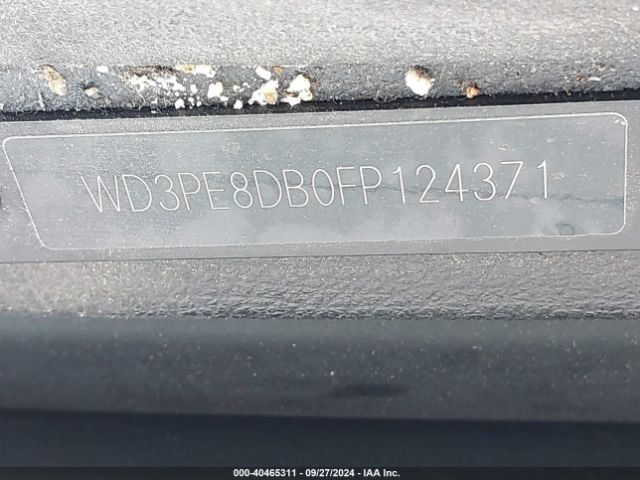 WD3PE8DB0FP124371
000-40465311 - 09/27/2024 - IAA Inc.